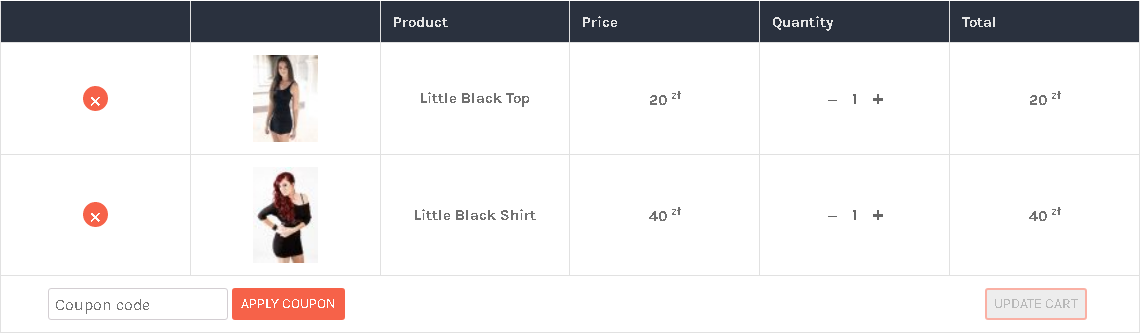 Product Price Quantity Total
Little Black Top 20 zł – 1 + 20 zł
Little Black Shirt 40 zł – 1 + 40 zł
Coupon code APPLY COUPON UPDATE CART